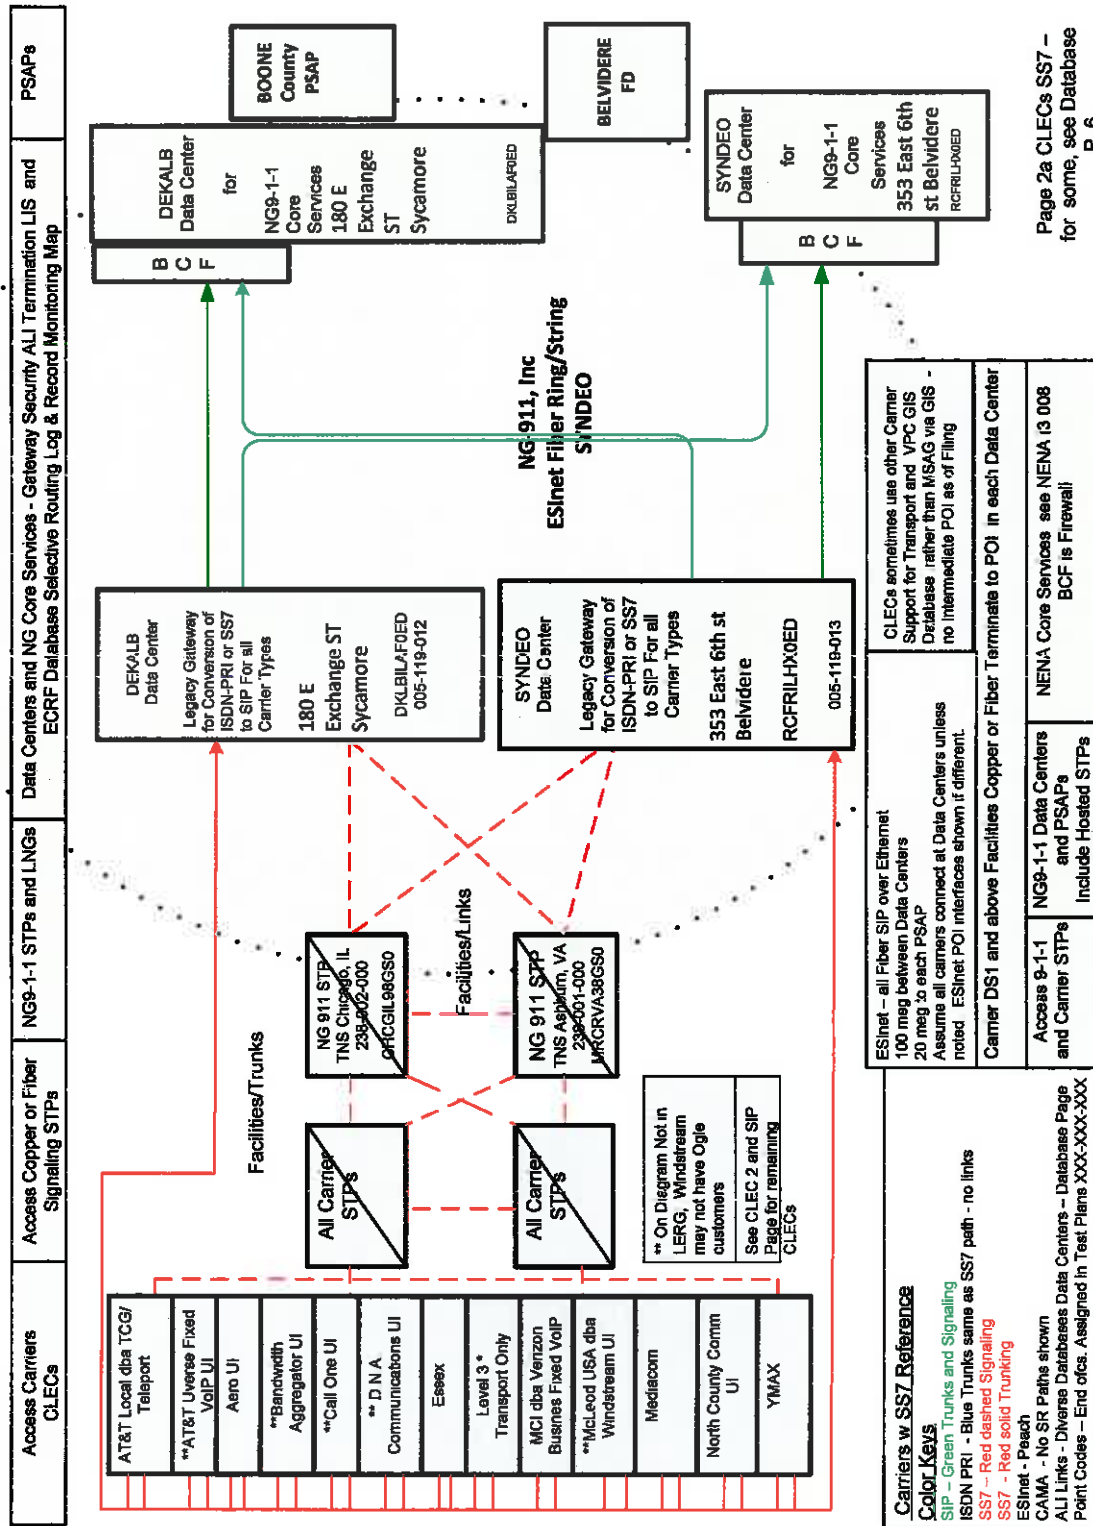 Access Carriers
CLECs
Access Copper or Fiber
Signaling STPs
NG9-1-1 STPs and LNGs
Data Centers and NG Core Services - Gateway Security ALI Termination LIS and
ECRF Database Selective Routing Log & Record Monitoring Map
PSAPs
AT&T Local dba TCG/
Teleport
**AT&T Uverse Fixed
VoIP UI
Aero UI
**Bandwidth
Aggregator UI
**Call One UI
** D N A
Communications UI
Essex
Level 3 *
Transport Only
MCI dba Verizon
Busines Fixed VoIP
**McLeod USA dba
Windstream UI
Mediacom
North County Comm
UI
YMAX
Facilities/Trunks
All Carrier
STPs
All Carrier
STPs
** On Diagram Not in
LERG, Windstream
may not have Ogle
customers
See CLEC 2 and SIP
Page for remaining
CLECs
NG 911 STP
TNS Chicago, IL
238-002-000
CHCGIL98GS0
Facilities/Links
NG 911 STP
TNS Ashburn, VA
238-001-000
MRCRVA38GS0
DEKALB
Data Center
Legacy Gateway
for Conversion of
ISDN-PRI or SS7
to SIP For all
Carrier Types
180 E
Exchange ST
Sycamore
DKLBILAF0ED
005-119-012
SYNDEO
Data Center
Legacy Gateway
for Conversion of
ISDN-PRI or SS7
to SIP For all
Carrier Types
353 East 6th st
Belvidere
RCFRILHX0ED
005-119-013
NG-911, Inc
ESInet Fiber Ring/String
SYNDEO
B
C
F
DEKALB
Data Center
for
NG9-1-1
Core
Services
180 E
Exchange
ST
Sycamore
DKLBILAF0ED
B
C
F
SYNDEO
Data Center
for
NG9-1-1
Core
Services
353 East 6th
st Belvidere
RCFRILHX0ED
BOONE
County
PSAP
BELVIDERE
FD
Carriers w SS7 Reference
Color Keys
SIP – Green Trunks and Signaling
ISDN PRI - Blue Trunks same as SS7 path - no links
SS7 – Red dashed Signaling
SS7 - Red solid Trunking
ESInet - Peach
CAMA - No SR Paths shown
ALI Links - Diverse Databases Data Centers – Database Page
Point Codes – End ofcs. Assigned in Test Plans XXX-XXX-XXX
ESInet – all Fiber SIP over Ethernet
100 meg between Data Centers
20 meg to each PSAP
Assume all carriers connect at Data Centers unless
noted. ESInet POI interfaces shown if different.
CLECs sometimes use other Carrier
Support for Transport and VPC GIS
Database rather than MSAG via GIS -
no Intermediate POI as of Filing
Carrier DS1 and above Facilities Copper or Fiber Terminate to POI in each Data Center
Access 9-1-1
and Carrier STPs
NG9-1-1 Data Centers
and PSAPs
Include Hosted STPs
NENA Core Services see NENA i3 008
BCF is Firewall
Page 2a CLECs SS7 –
for some, see Database
P. 6